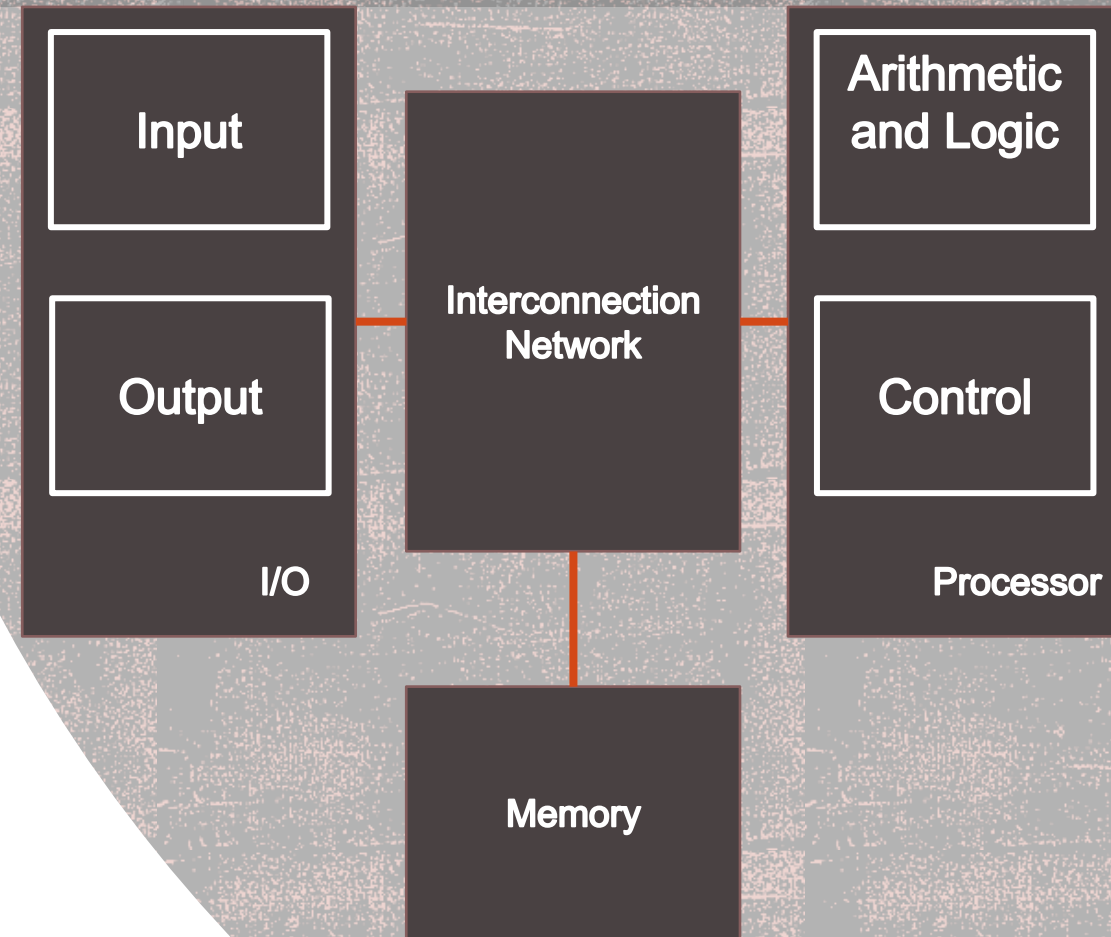 Input
Output
I/O
Interconnection
Network
Arithmetic
and Logic
Control
Processor
Memory